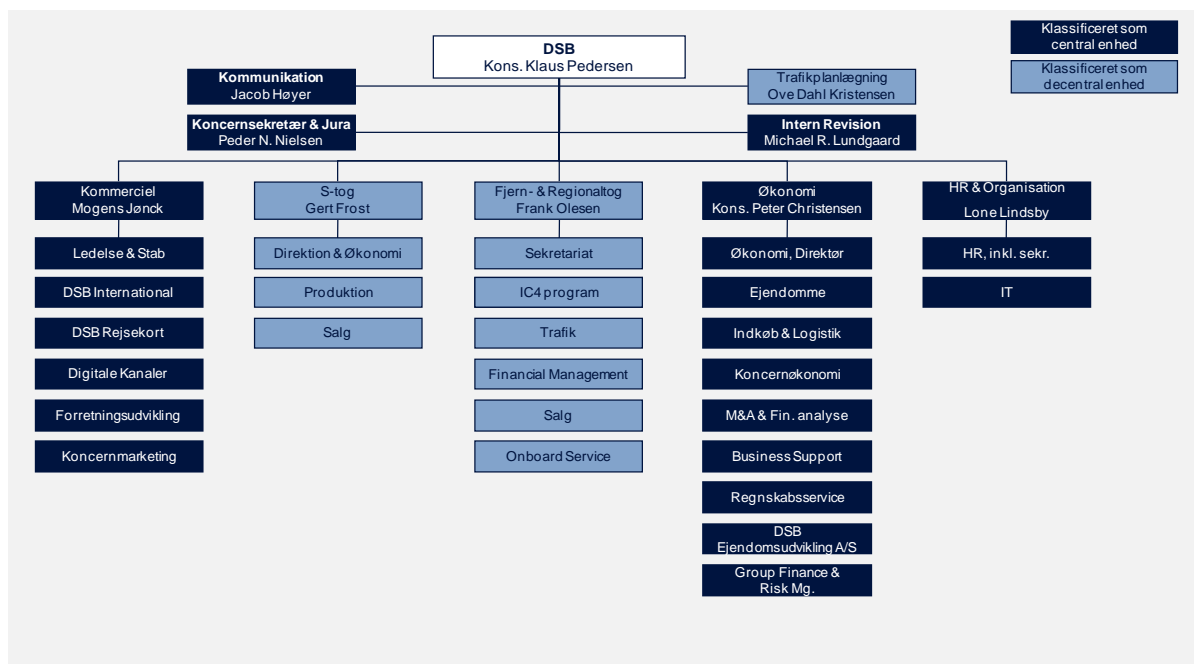 DSB
Kons. Klaus Pedersen
Klassificeret som
central enhed
Klassificeret som
decentral enhed
Kommunikation
Jacob Høyer
Trafikplanlægning
Ove Dahl Kristensen
Koncernsekretær & Jura
Peder N. Nielsen
Intern Revision
Michael R. Lundgaard
Kommerciel
Mogens Jønck
Ledelse & Stab
DSB International
DSB Rejsekort
Digitale Kanaler
Forretningsudvikling
Koncernmarketing
S-tog
Gert Frost
Direktion & Økonomi
Produktion
Salg
Fjern- & Regionaltog
Frank Olesen
Sekretariat
IC4 program
Trafik
Financial Management
Salg
Onboard Service
Økonomi
Kons. Peter Christensen
Økonomi, Direktør
Ejendomme
Indkøb & Logistik
Koncernøkonomi
M&A & Fin. analyse
Business Support
Regnskabsservice
DSB
Ejendomsudvikling A/S
Group Finance &
Risk Mg.
HR & Organisation
Lone Lindsby
HR, inkl. sekr.
IT